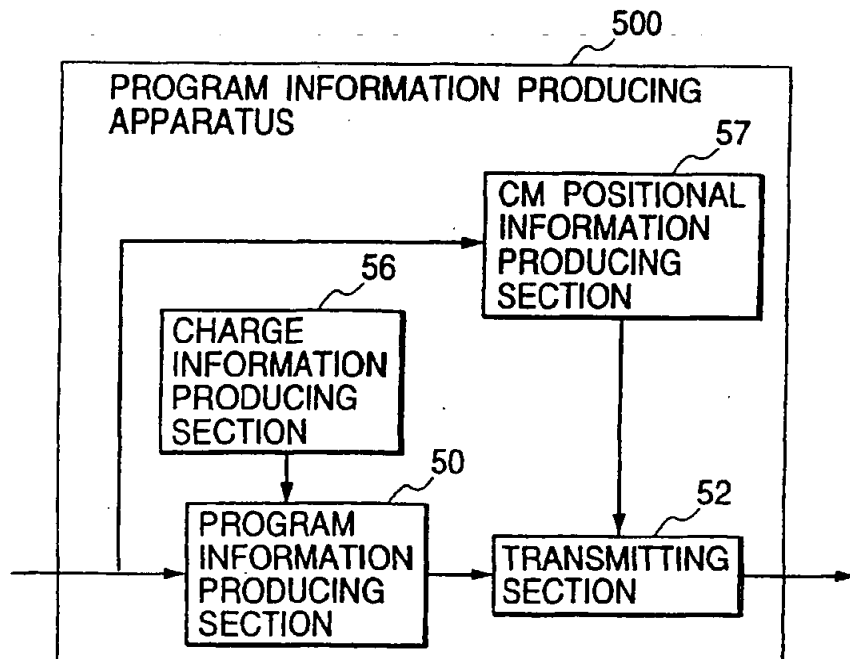 500
PROGRAM INFORMATION PRODUCING
APPARATUS
57
CM POSITIONAL
INFORMATION
PRODUCING
SECTION
56
CHARGE
INFORMATION
PRODUCING
SECTION
50
PROGRAM
INFORMATION
PRODUCING
SECTION
52
TRANSMITTING
SECTION